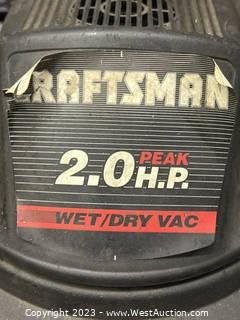 CRAFTSMAN
2.0 PEAK H.P.
WET/DRY VAC
Copyright 2023 - www.WestAuction.com